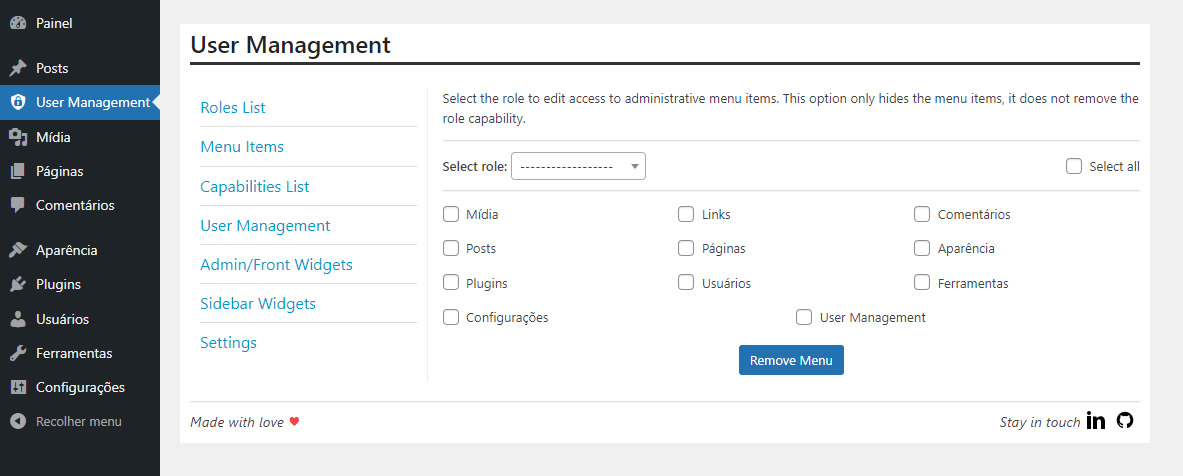 Painel
Posts
User Management
Mídia
Páginas
Comentários
Aparência
Plugins
Usuários
Ferramentas
Configurações
Recolher menu
User Management
Roles List
Menu Items
Capabilities List
User Management
Admin/Front Widgets
Sidebar Widgets
Settings
Select the role to edit access to administrative menu items. This option only hides the menu items, it does not remove the
role capability.
Select role: ------------------ Select all
Mídia Links Comentários
Posts Páginas Aparência
Plugins Usuários Ferramentas
Configurações User Management
Remove Menu
Made with love Stay in touch in